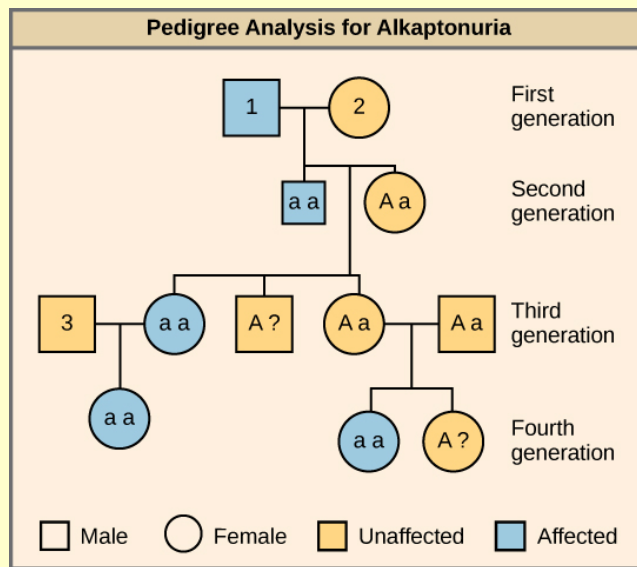 Pedigree Analysis for Alkaptonuria
1 2 First
generation
a a A a Second
generation
3 a a A ? A a A a Third
generation
a a a a A ? Fourth
generation
Male Female Unaffected Affected